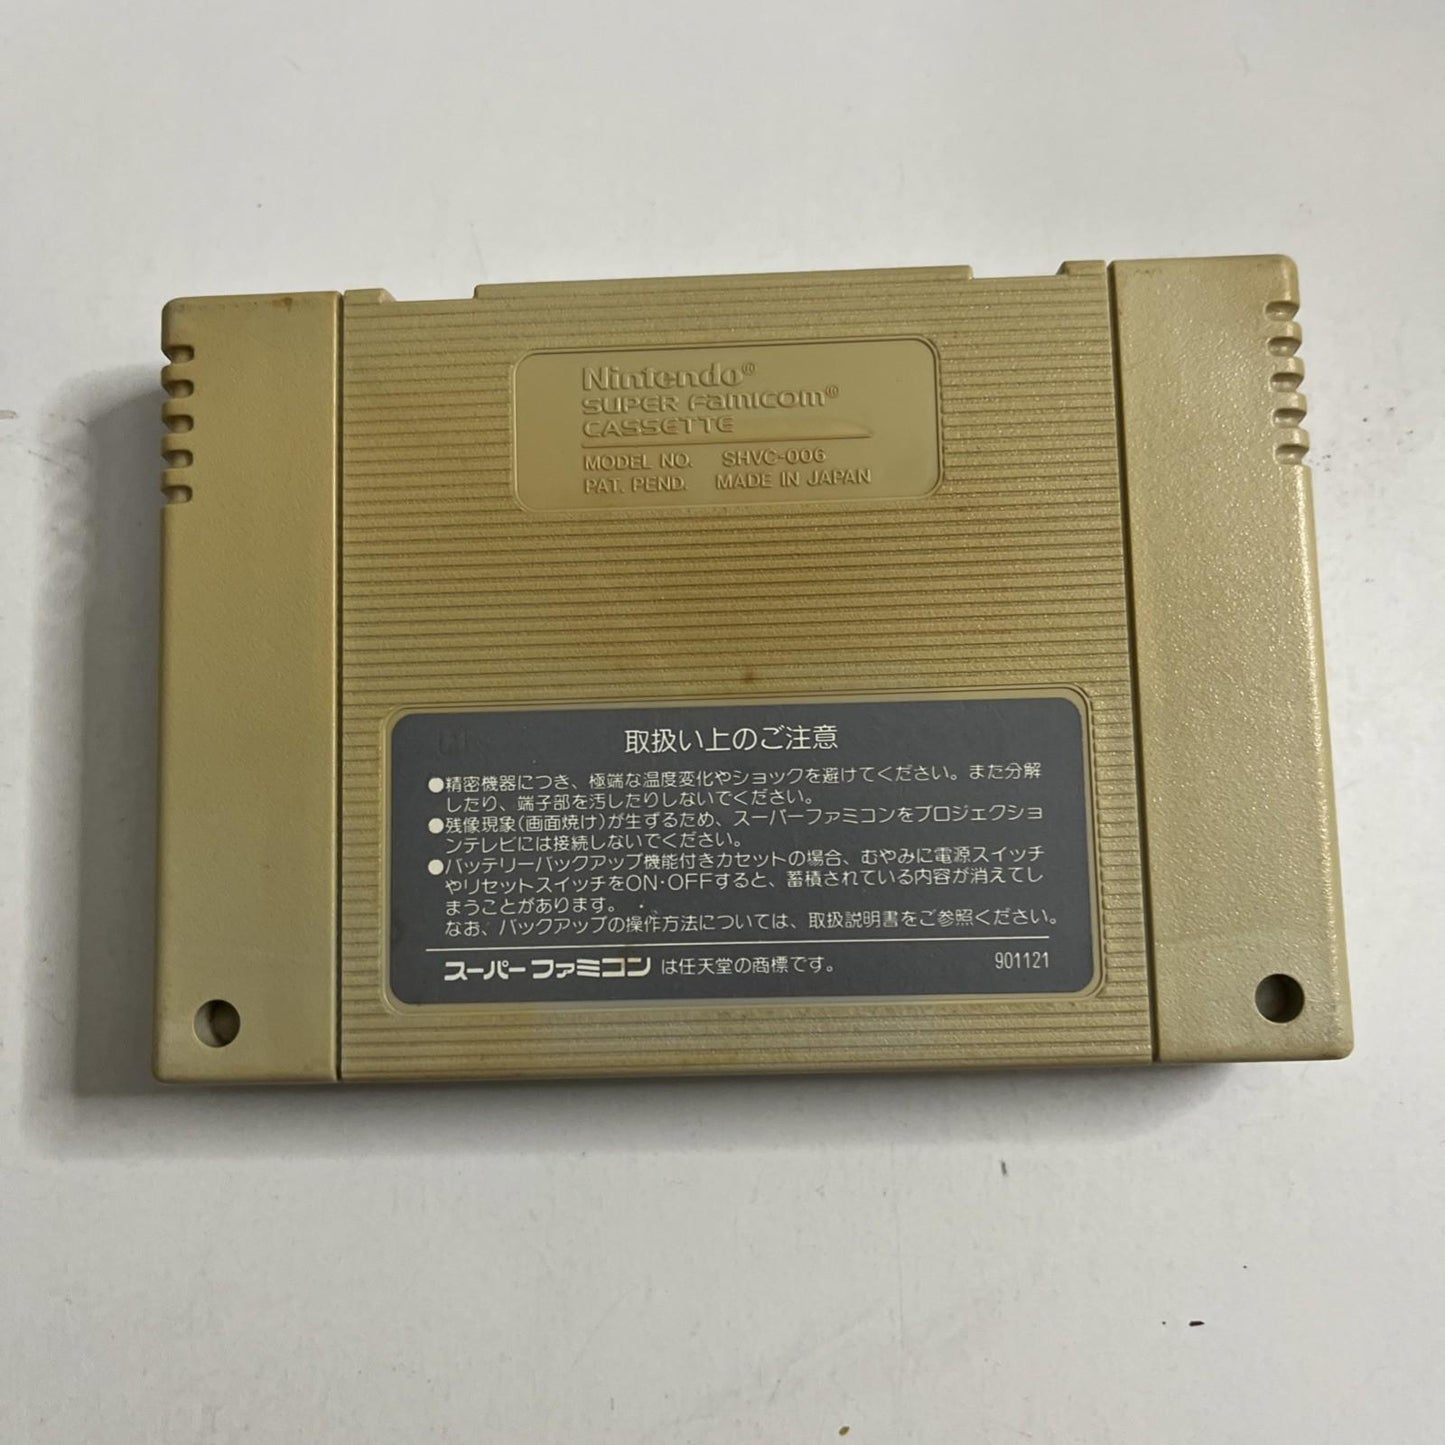 Nintendo®
SUPER Famicom®
CASSETTE
MODEL NO. SHVC-006
PAT. PEND. MADE IN JAPAN
取扱い上のご注意
●精密機器につき、極端な温度変化やショックを避けてください。また分解
したり、端子部を汚したりしないでください。
●残像現象(画面焼け)が生ずるため、スーパーファミコンをプロジェクショ
ンテレビには接続しないでください。
●バッテリーバックアップ機能付きカセットの場合、むやみに電源スイッチ
やリセットスイッチをON・OFFすると、蓄積されている内容が消えてし
まうことがあります。
なお、バックアップの操作方法については、取扱説明書をご参照ください。
スーパーファミコン は任天堂の商標です。 901121